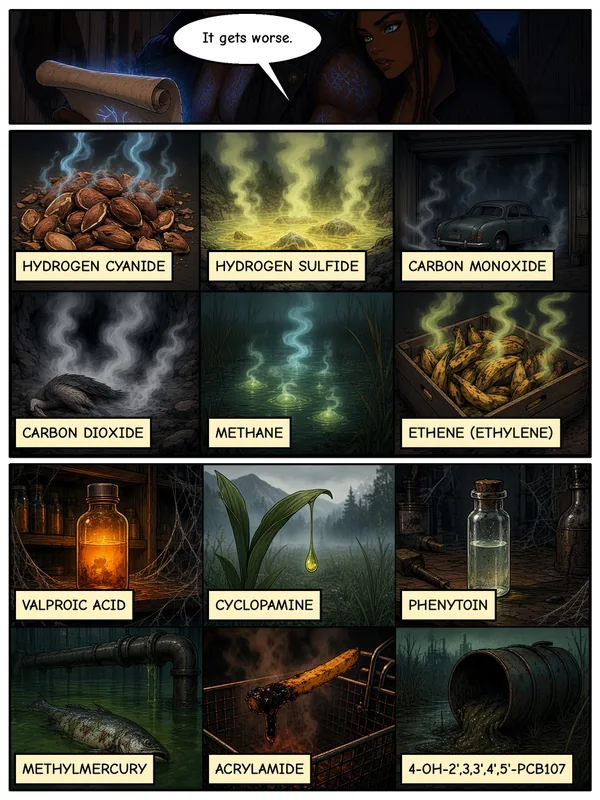 It gets worse.
HYDROGEN CYANIDE
HYDROGEN SULFIDE
CARBON MONOXIDE
CARBON DIOXIDE
METHANE
ETHENE (ETHYLENE)
VALPROIC ACID
CYCLOPAMINE
PHENYTOIN
METHYLMERCURY
ACRYLAMIDE
4-OH-2',3,3',4',5'-PCB107